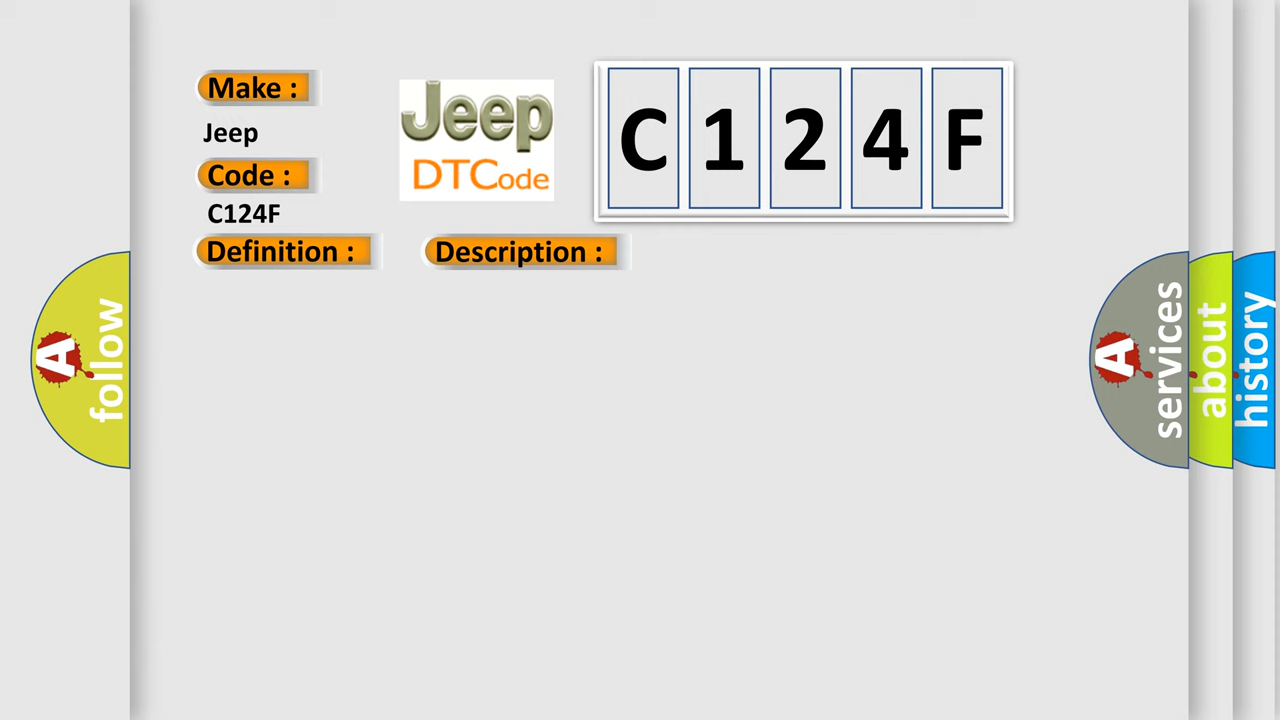 Make :
Jeep
Code :
C124F
Definition :
Description :
Jeep
DTCode
C 1 2 4 F
A
follow
A
services
about
history